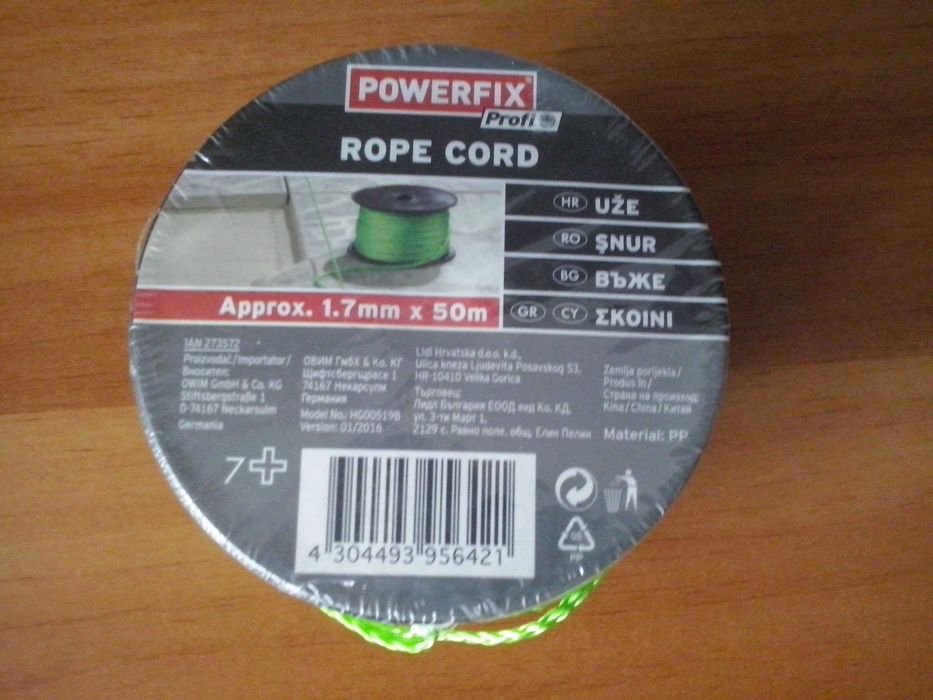 POWERFIX®
Profi
ROPE CORD
HR UŽE
RO ŞNUR
BG ВЪЖЕ
GR CY ΣΚΟΙΝΙ
Approx. 1.7mm x 50m
IAN 273572
Proizvođač/Importator/
Вносител:
OWIM GmbH & Co. KG
Stiftsbergstraße 1
D-74167 Neckarsulm
Germania
ОВИМ ГмбХ & Ко. КГ
Щифтсбергщрасе 1
74167 Некарсулм
Германия
Model No.: HG00519B
Version: 01/2016
Lidl Hrvatska d.o.o. k.d.,
Ulica kneza Ljudevita Posavskog 53,
HR-10410 Velika Gorica
Търговец:
Лидл България ЕООД енд Ко. КД,
ул. 3-ти Март 1,
2129 с. Равно поле, общ. Елин Пелин
Zemlja porijekla/
Produs în/
Страна на произход:
Kina/China/Китай
Material: PP
7+
4 304493 956421
05
PP